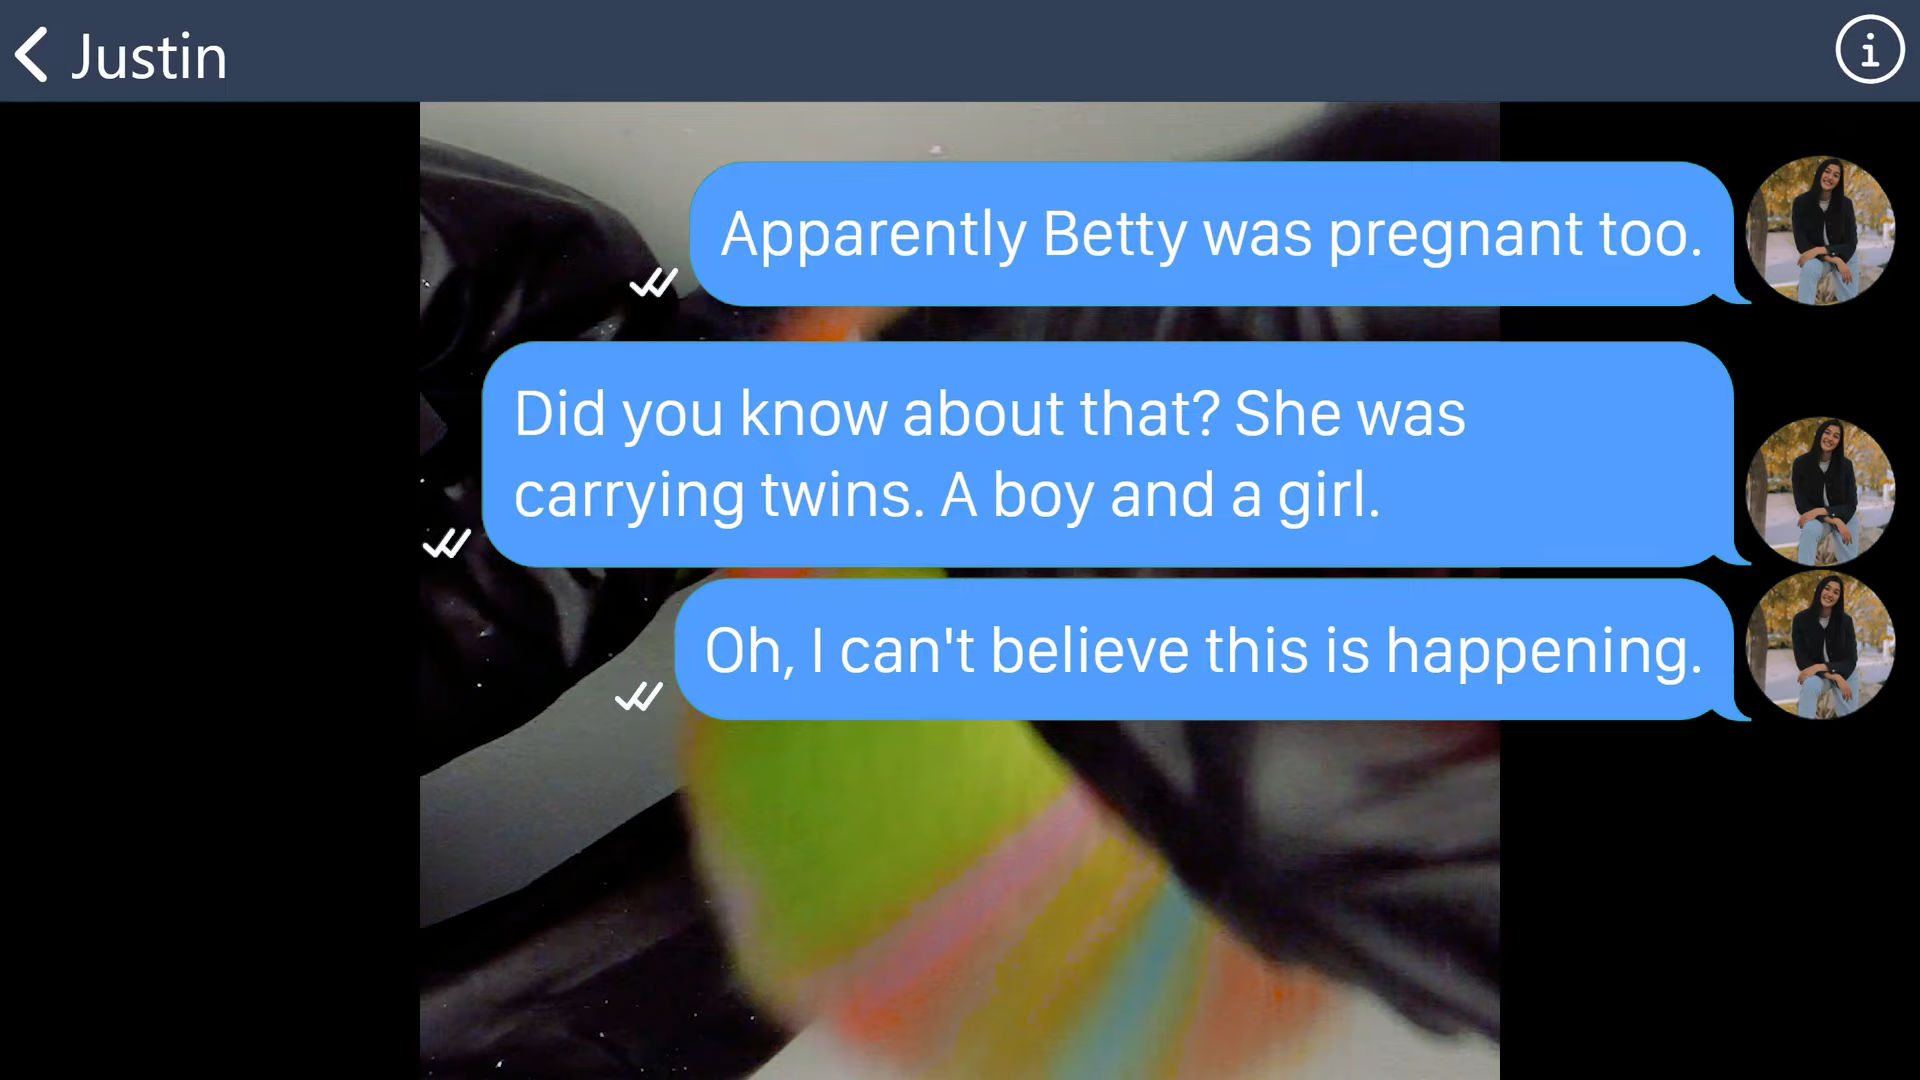 Justin
Apparently Betty was pregnant too.
Did you know about that? She was
carrying twins. A boy and a girl.
Oh, I can't believe this is happening.